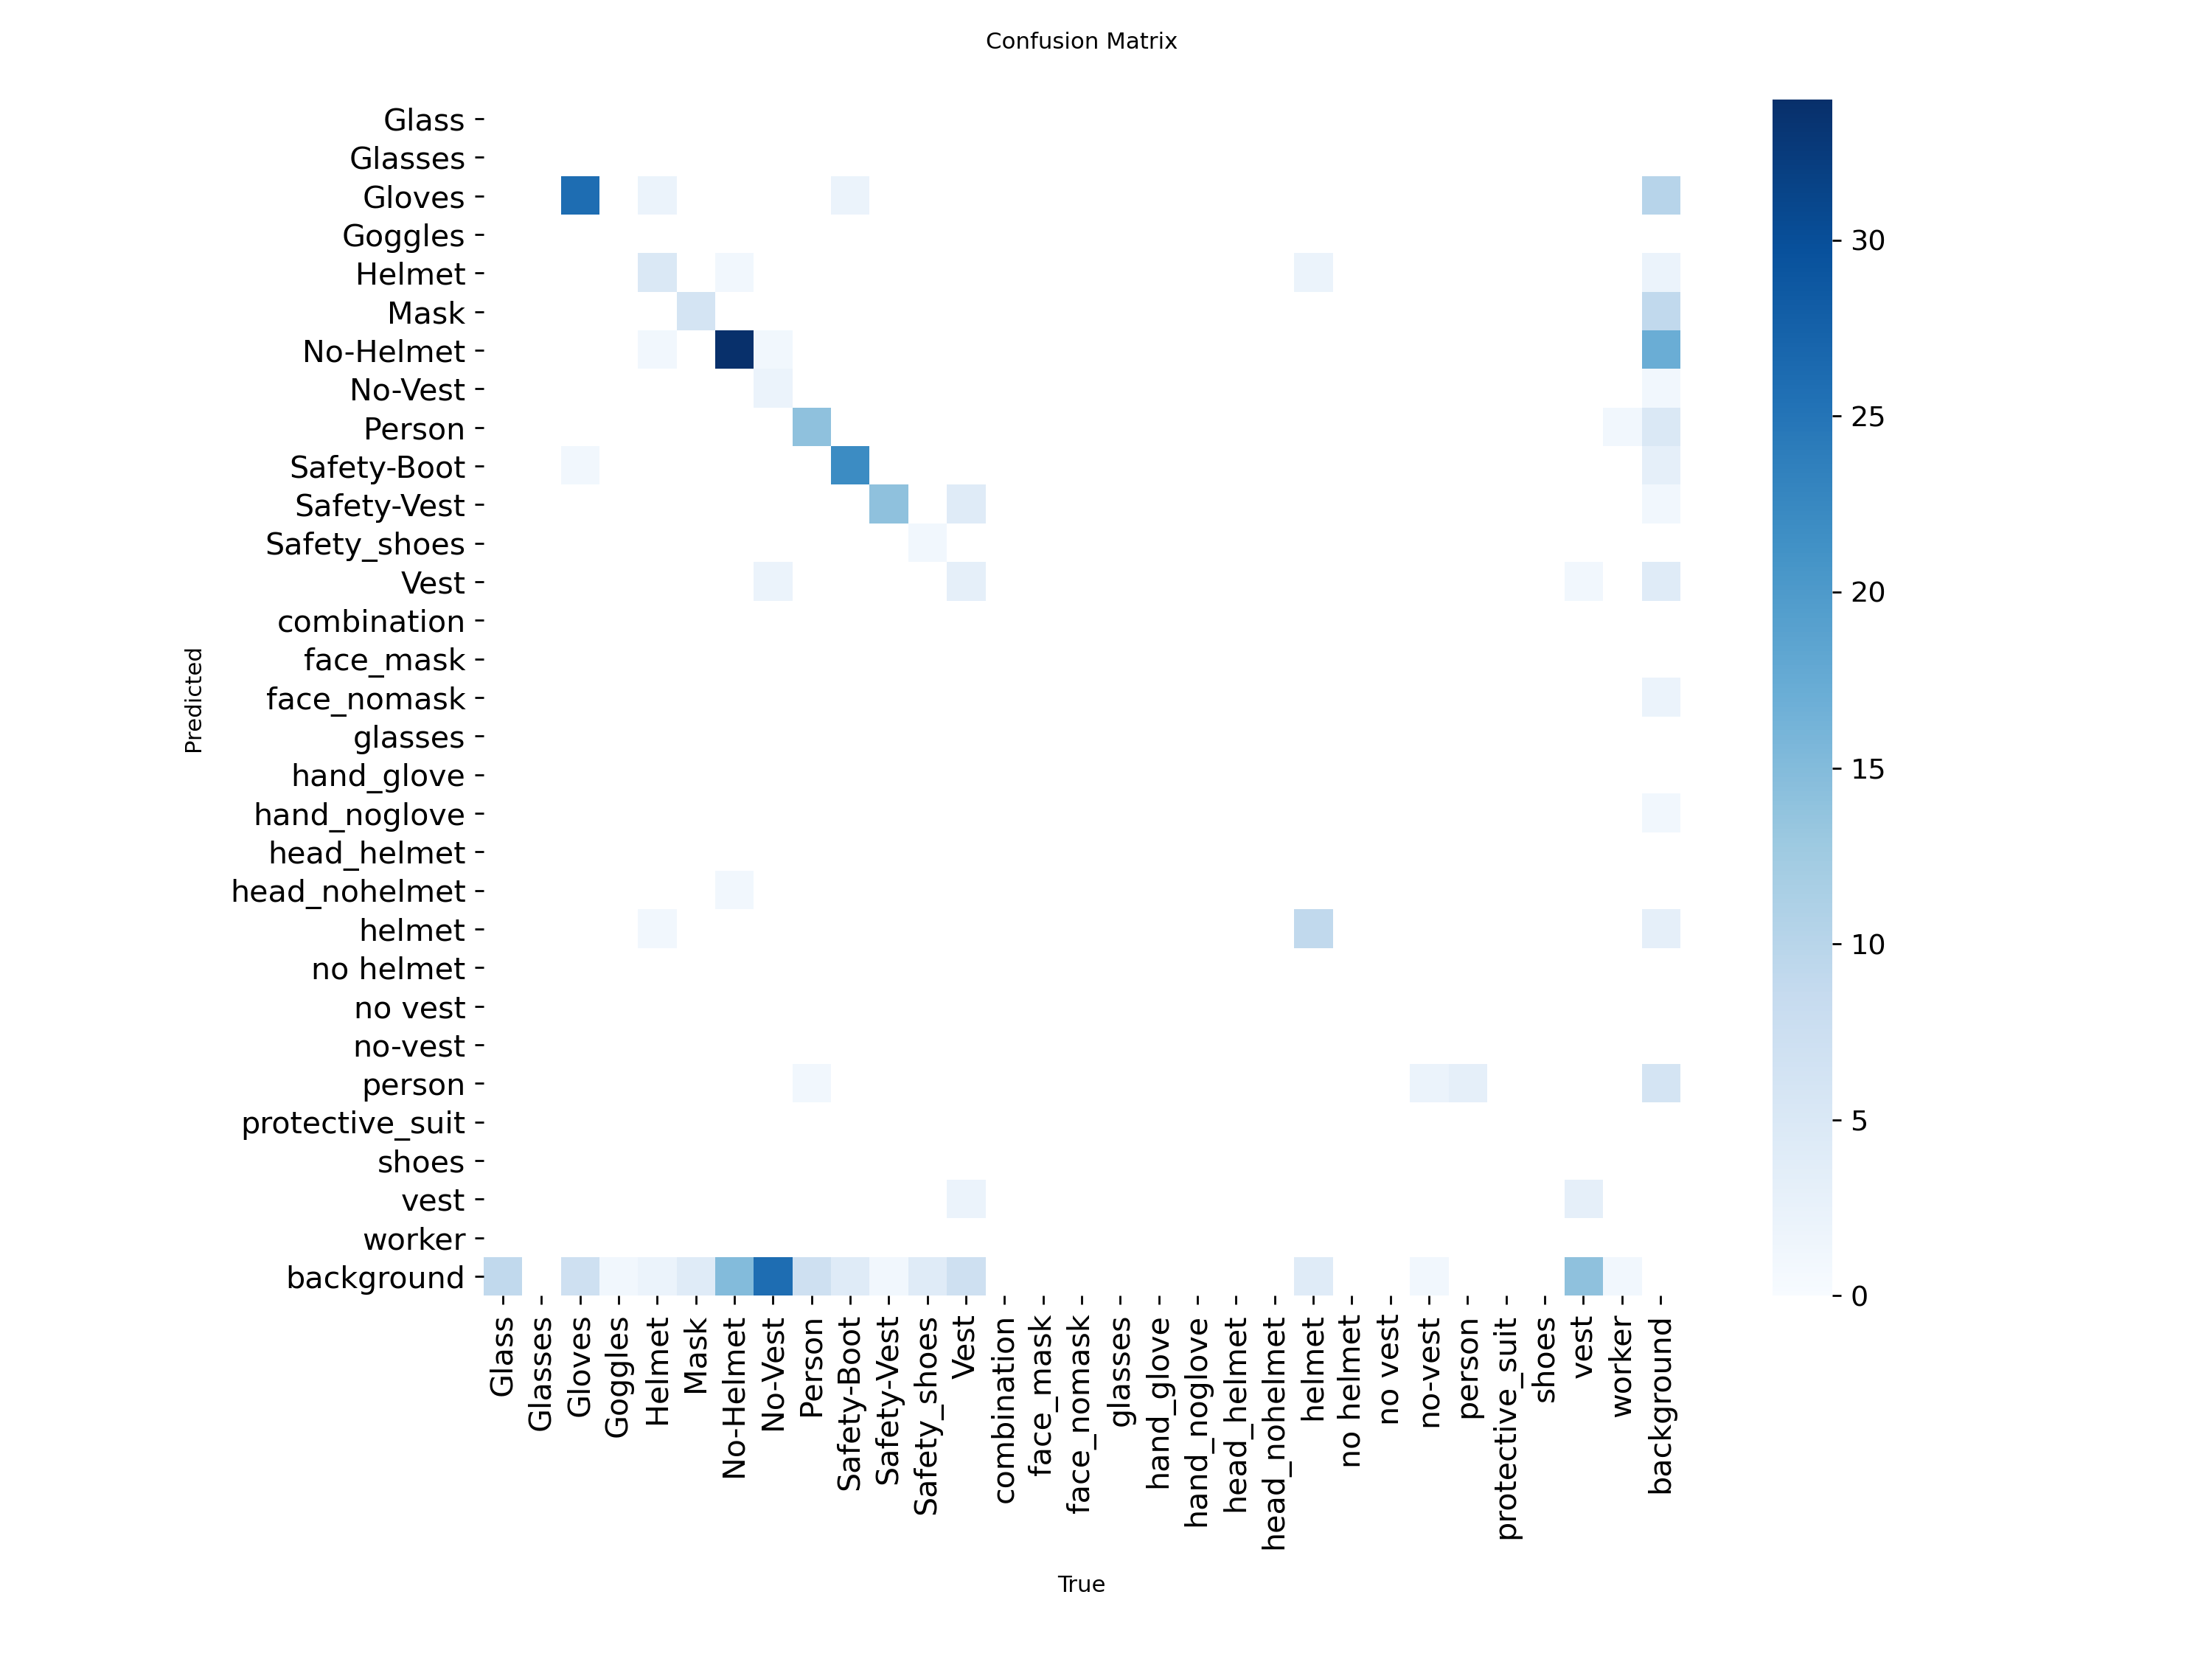 Confusion Matrix
Glass
Glasses
Gloves
Goggles
Helmet
Mask
No-Helmet
No-Vest
Person
Safety-Boot
Safety-Vest
Safety_shoes
Vest
combination
face_mask
face_nomask
glasses
hand_glove
hand_noglove
head_helmet
head_nohelmet
helmet
no helmet
no vest
no-vest
person
protective_suit
shoes
vest
worker
background
Predicted
Glass
Glasses
Gloves
Goggles
Helmet
Mask
No-Helmet
No-Vest
Person
Safety-Boot
Safety-Vest
Safety_shoes
Vest
combination
face_mask
face_nomask
glasses
hand_glove
hand_noglove
head_helmet
head_nohelmet
helmet
no helmet
no vest
no-vest
person
protective_suit
shoes
vest
worker
background
True
30
25
20
15
10
5
0